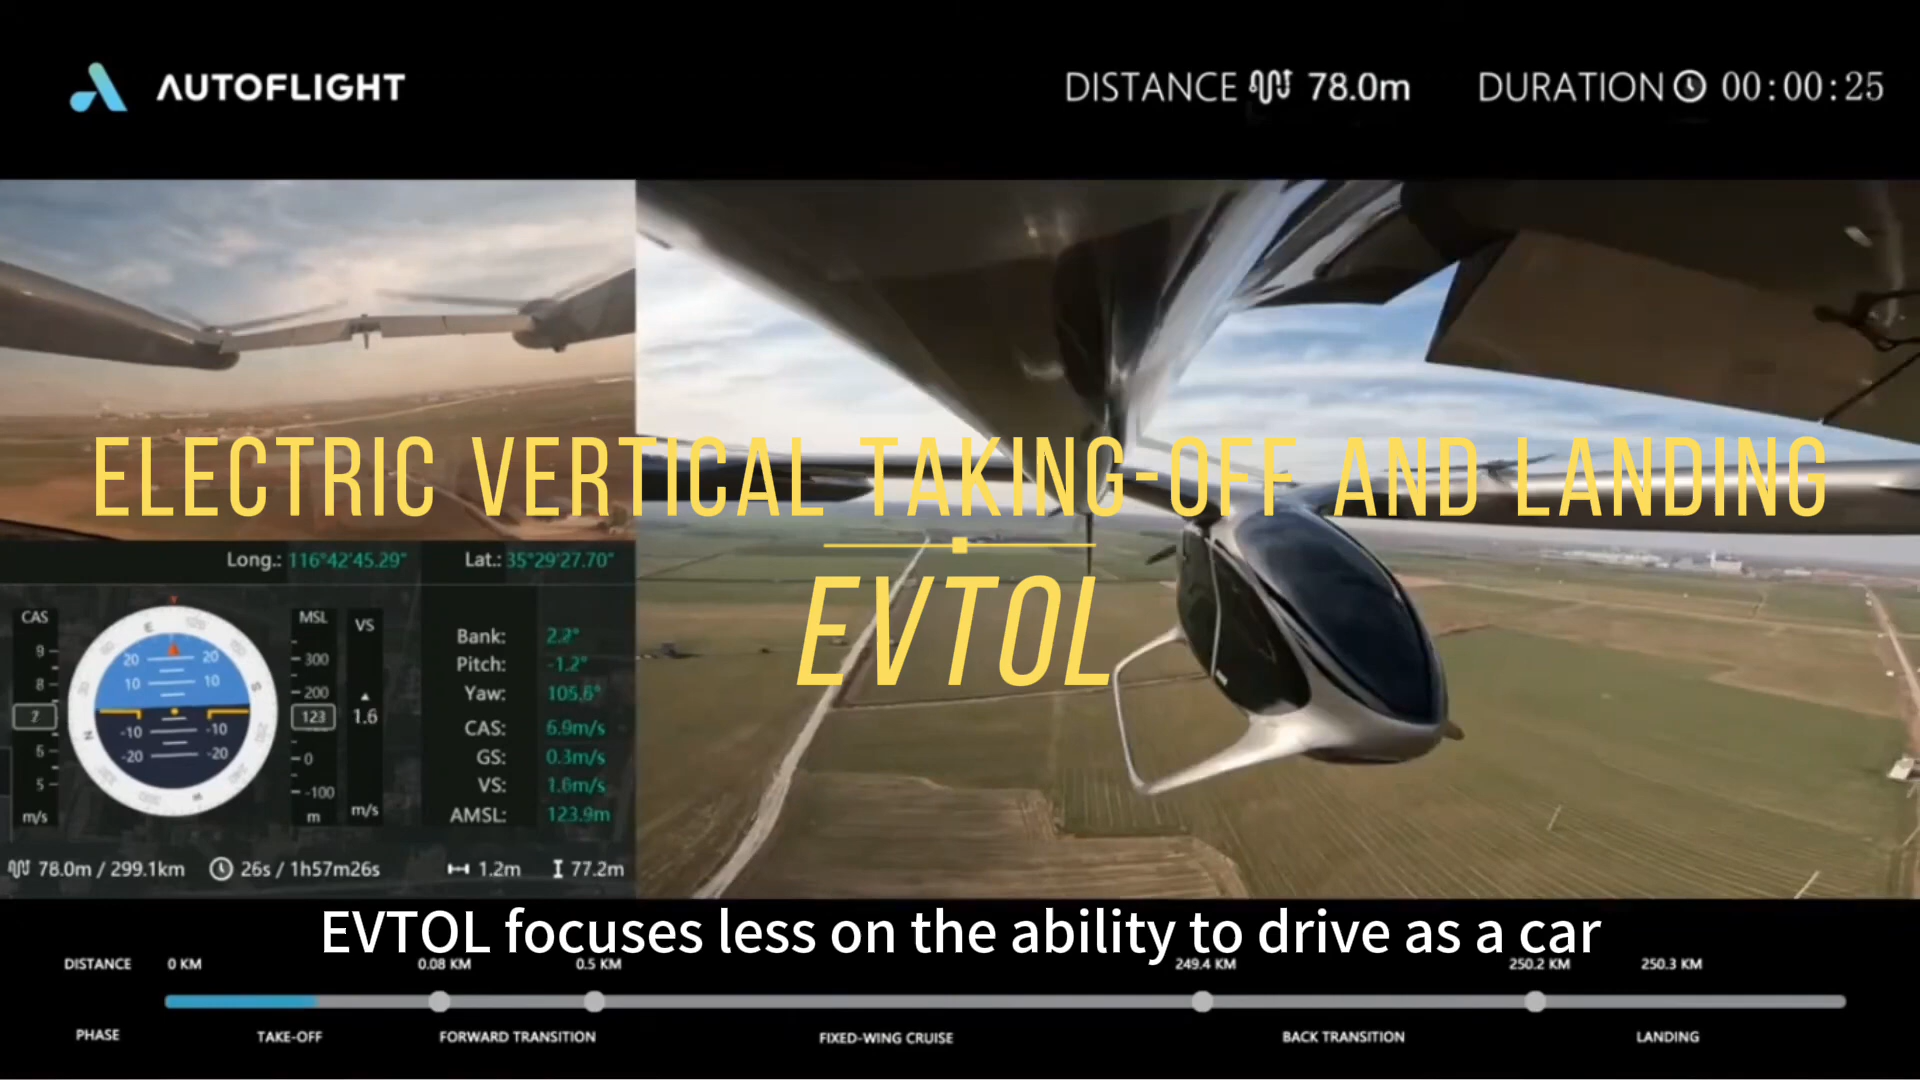 AUTOFLIGHT
DISTANCE 78.0m
DURATION 00:00:25
ELECTRIC VERTICAL TAKING-OFF AND LANDING
EVTOL
Long.: 116°42'45.29" Lat.: 35°29'27.70"
CAS
9
8
7
6
5
m/s
E
S
N
W
20 20
10 10
-10 -10
-20 -20
MSL
300
200
123
0
-100
m
VS
1.6
m/s
Bank: 2.2°
Pitch: -1.2°
Yaw: 105.6°
CAS: 6.9m/s
GS: 0.3m/s
VS: 1.6m/s
AMSL: 123.9m
78.0m / 299.1km 26s / 1h57m26s 1.2m 77.2m
EVTOL focuses less on the ability to drive as a car
DISTANCE 0 KM 0.08 KM 0.5 KM 249.4 KM 250.2 KM 250.3 KM
PHASE TAKE-OFF FORWARD TRANSITION FIXED-WING CRUISE BACK TRANSITION LANDING